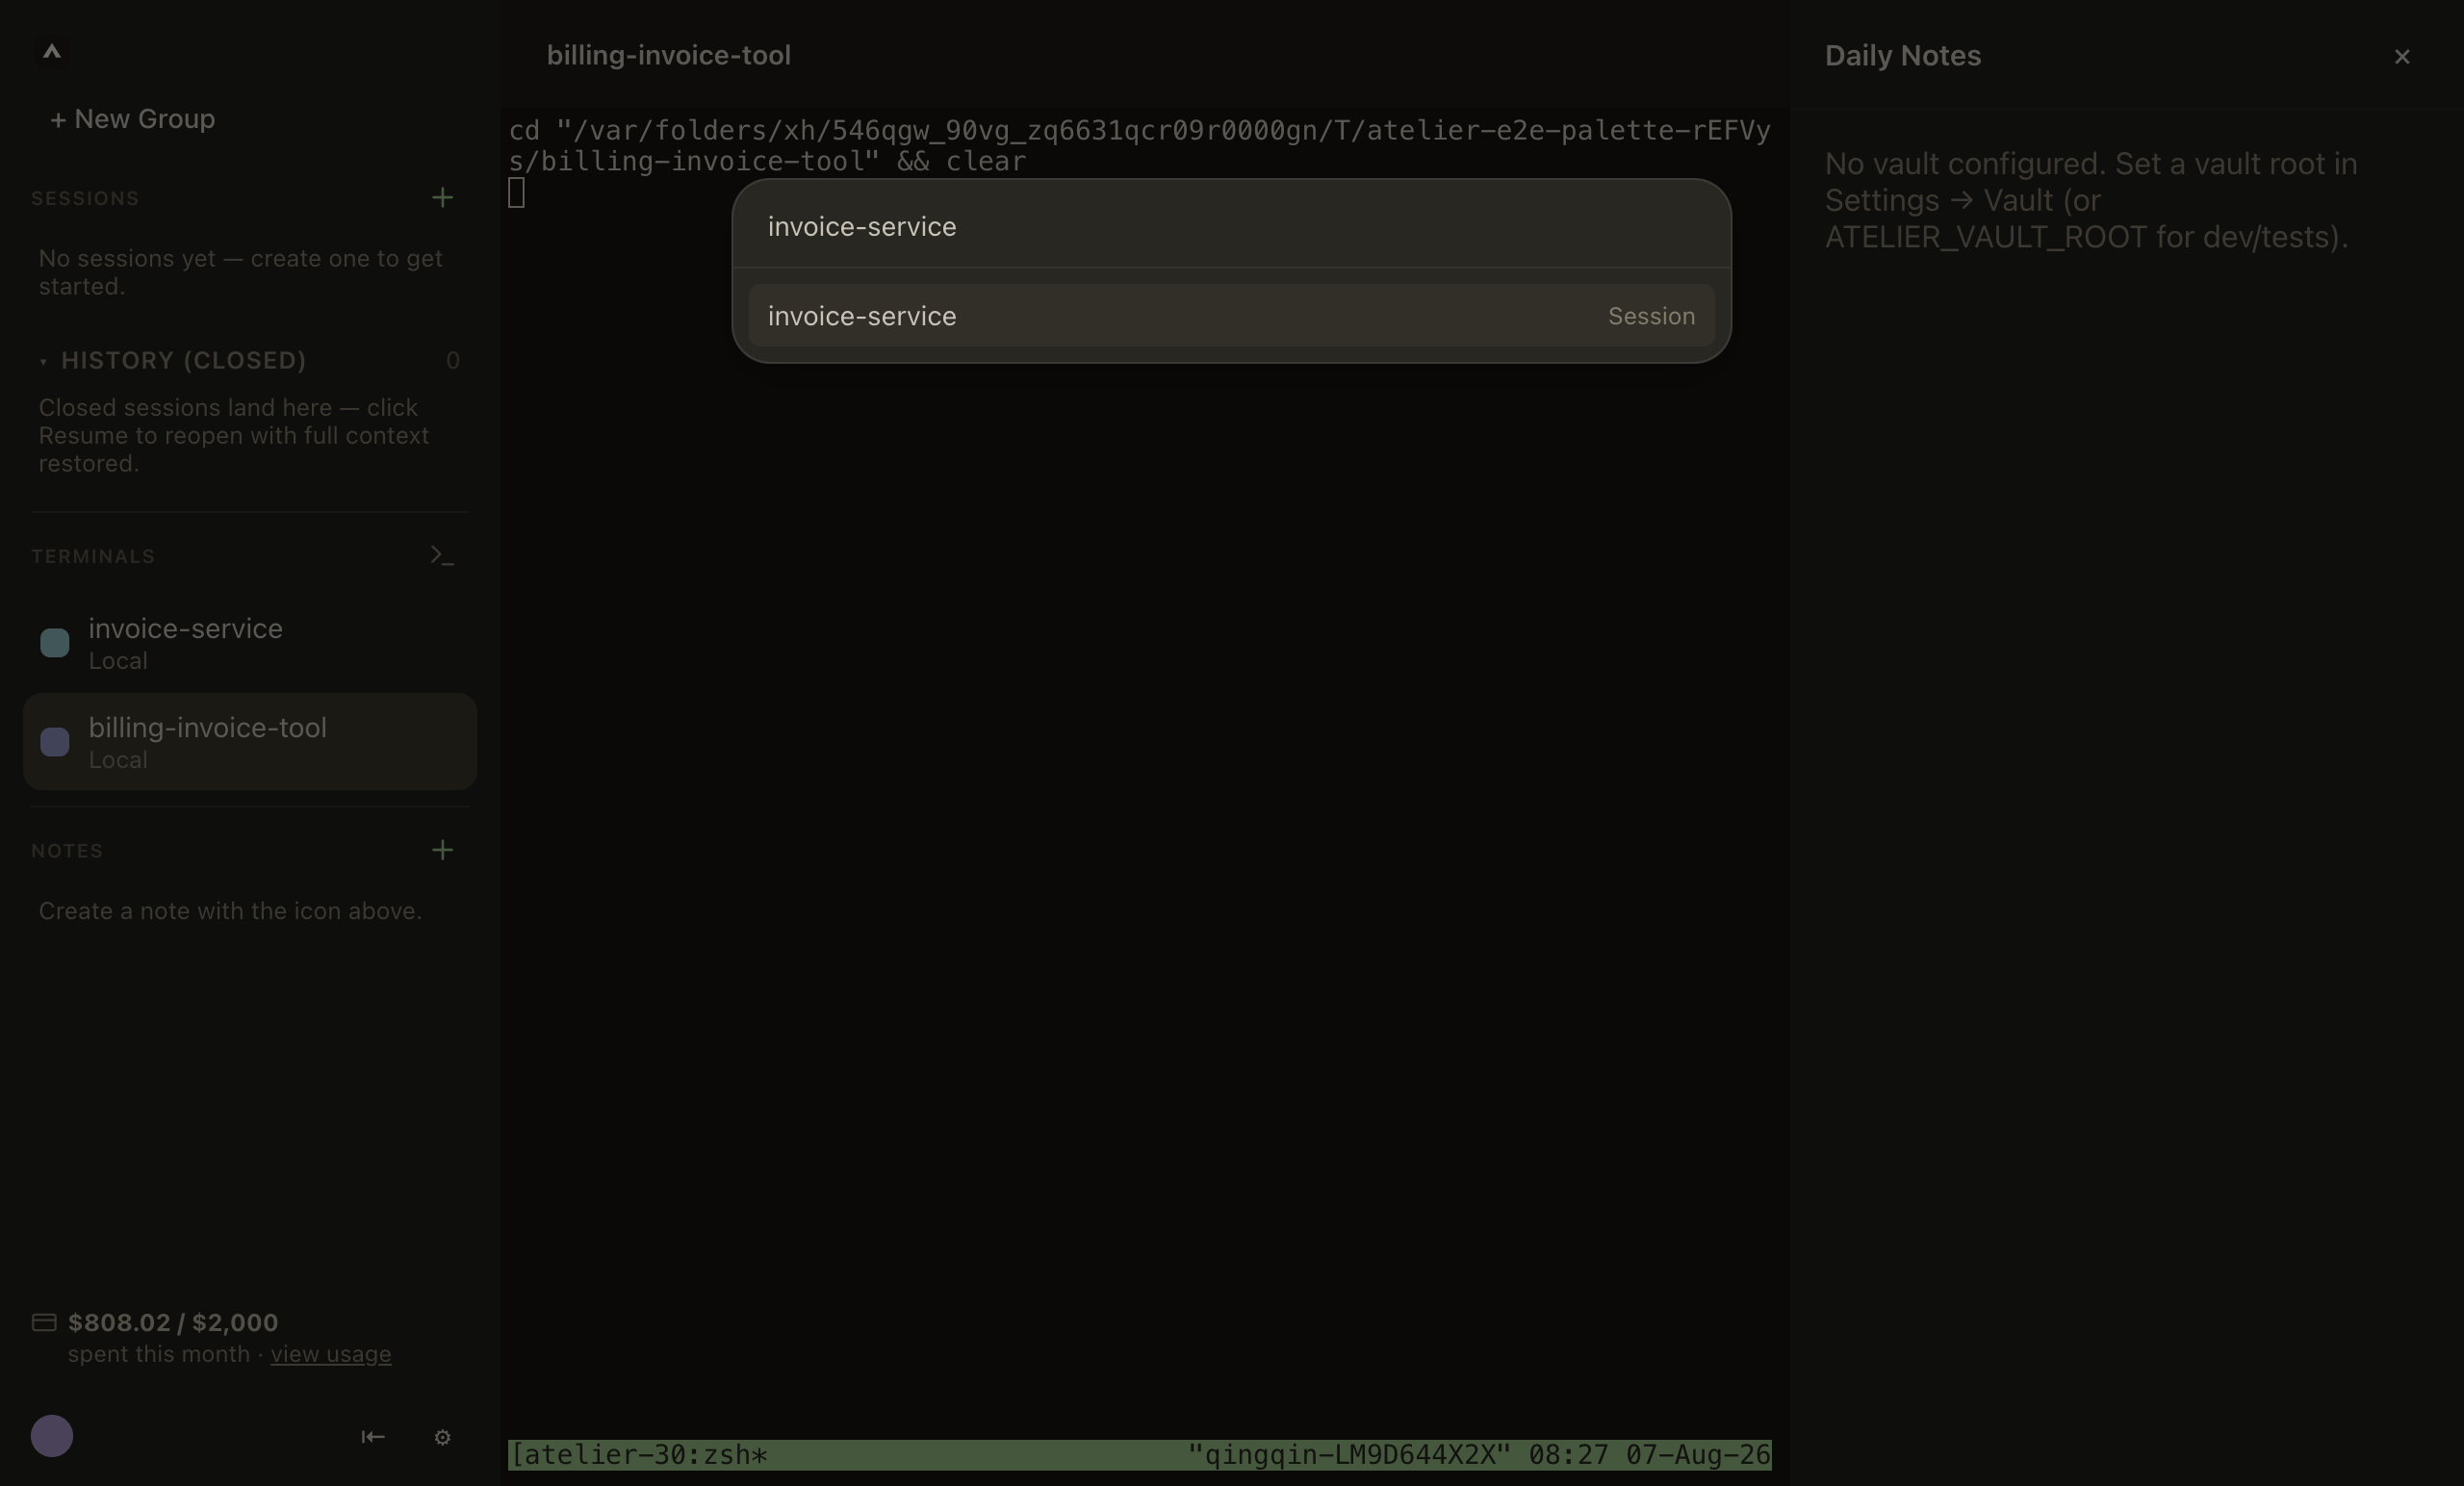 + New Group
SESSIONS
No sessions yet — create one to get
started.
HISTORY (CLOSED) 0
Closed sessions land here — click
Resume to reopen with full context
restored.
TERMINALS
invoice-service
Local
billing-invoice-tool
Local
NOTES
Create a note with the icon above.
$808.02 / $2,000
spent this month · view usage
billing-invoice-tool
cd "/var/folders/xh/546qgw_90vg_zq6631qcr09r0000gn/T/atelier-e2e-palette-rEFVy
s/billing-invoice-tool" && clear
invoice-service
invoice-service Session
[atelier-30:zsh* "qingqin-LM9D644X2X" 08:27 07-Aug-26
Daily Notes
No vault configured. Set a vault root in
Settings → Vault (or
ATELIER_VAULT_ROOT for dev/tests).